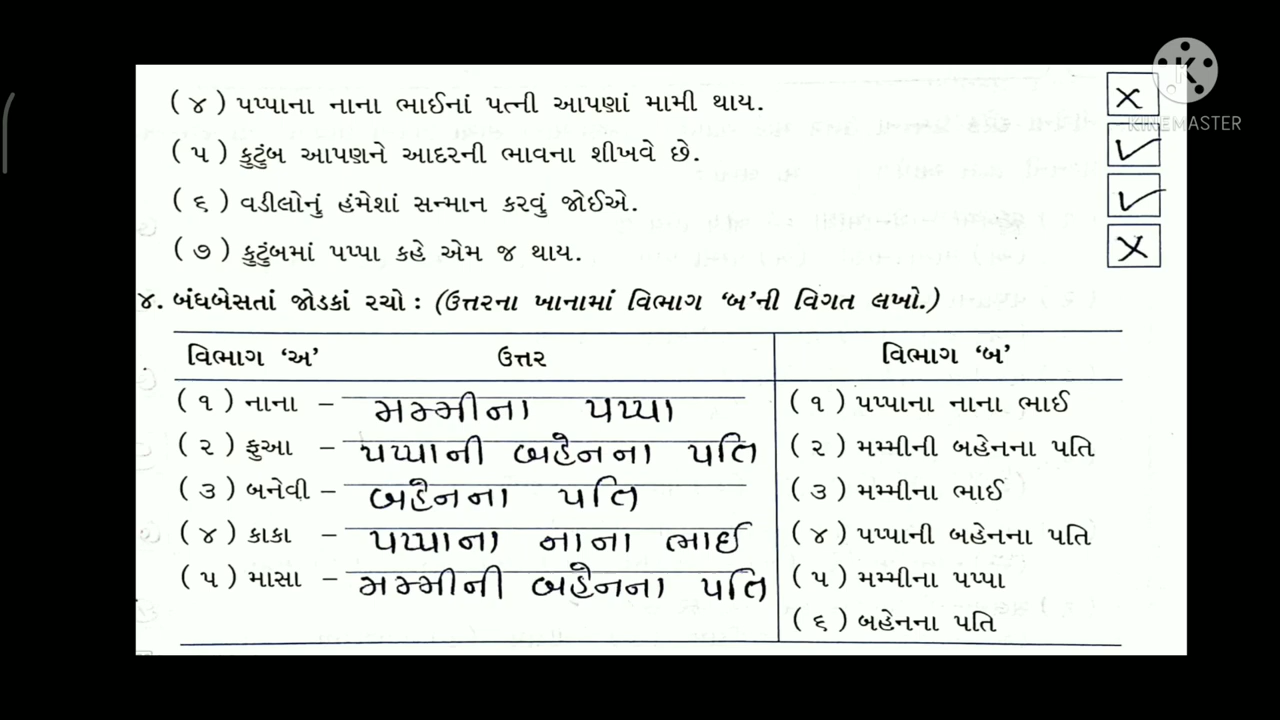 (૪) પપ્પાના નાના ભાઈનાં પત્ની આપણાં મામી થાય. ✗
KINEMASTER
(૫) કુટુંબ આપણને આદરની ભાવના શીખવે છે. ✓
(૬) વડીલોનું હંમેશાં સન્માન કરવું જોઈએ. ✓
(૭) કુટુંબમાં પપ્પા કહે એમ જ થાય. ✗
૪. બંધબેસતાં જોડકાં રચો : (ઉત્તરના ખાનામાં વિભાગ ‘બ’ની વિગત લખો.)
વિભાગ ‘અ’ ઉત્તર વિભાગ ‘બ’
(૧) નાના – મમ્મીના પપ્પા (૧) પપ્પાના નાના ભાઈ
(૨) ફુઆ – પપ્પાની બહેનના પતિ (૨) મમ્મીની બહેનના પતિ
(૩) બનેવી – બહેનના પતિ (૩) મમ્મીના ભાઈ
(૪) કાકા – પપ્પાના નાના ભાઈ (૪) પપ્પાની બહેનના પતિ
(૫) માસા – મમ્મીની બહેનના પતિ (૫) મમ્મીના પપ્પા
(૬) બહેનના પતિ